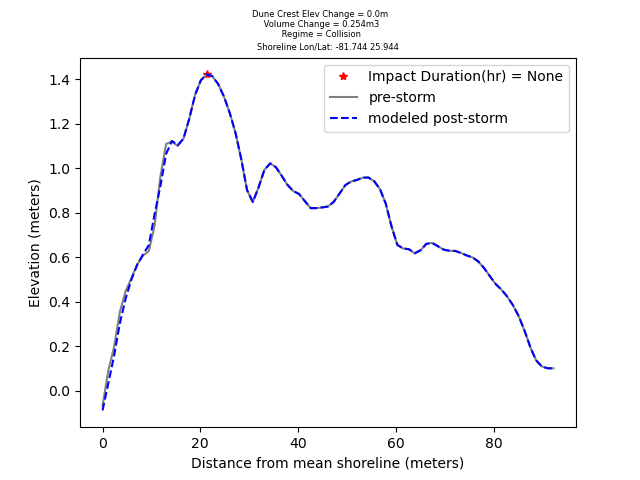 Dune Crest Elev Change = 0.0m
Volume Change = 0.254m3
Regime = Collision
Shoreline Lon/Lat: -81.744 25.944
Impact Duration(hr) = None
pre-storm
modeled post-storm
Elevation (meters)
1.4
1.2
1.0
0.8
0.6
0.4
0.2
0.0
0 20 40 60 80
Distance from mean shoreline (meters)